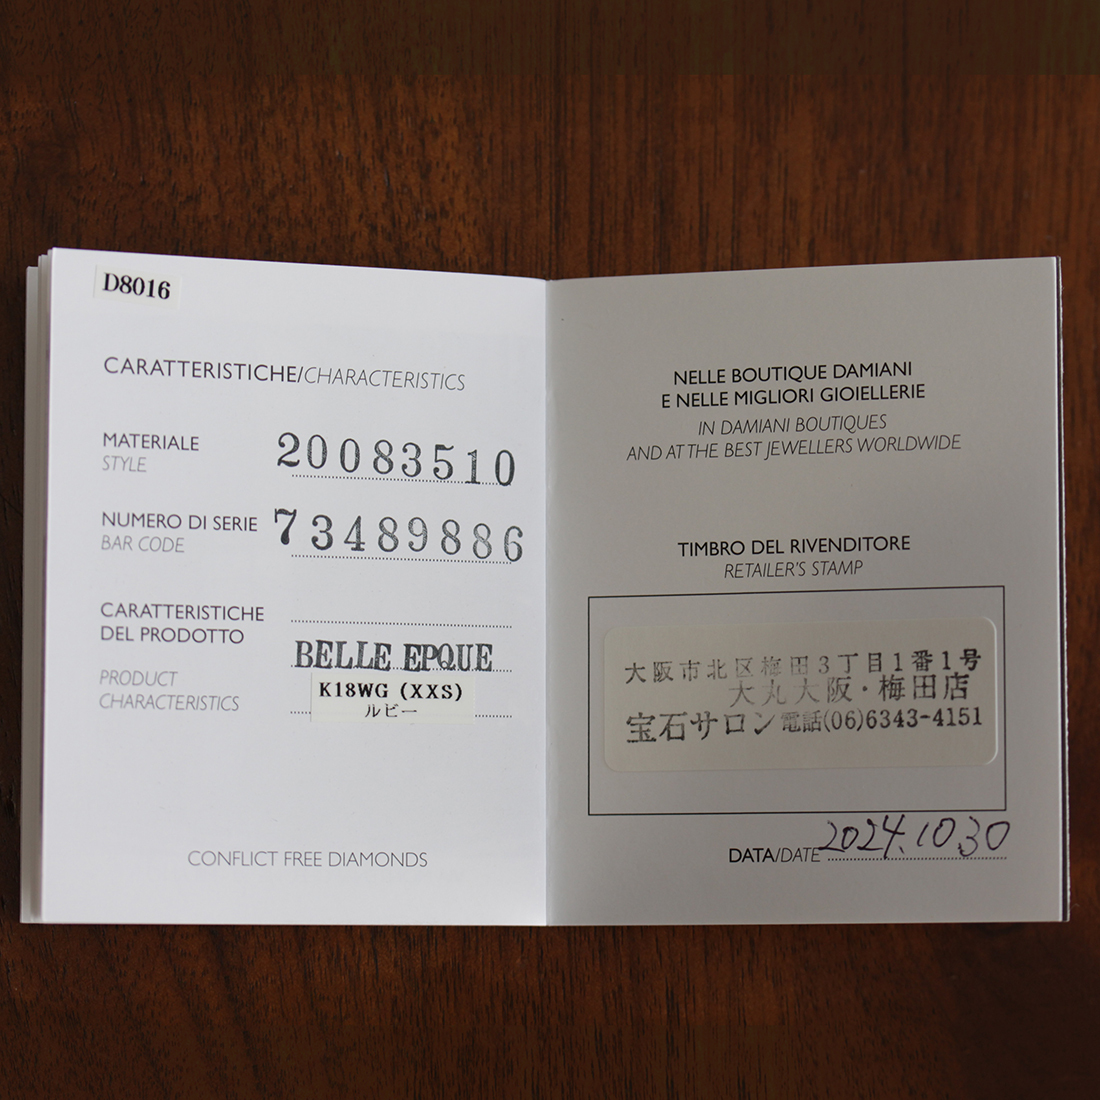 D8016
CARATTERISTICHE/CHARACTERISTICS
MATERIALE 20083510
STYLE
NUMERO DI SERIE 73489886
BAR CODE
CARATTERISTICHE
DEL PRODOTTO
BELLE EPQUE
PRODUCT K18WG (XXS)
CHARACTERISTICS ルビー
CONFLICT FREE DIAMONDS
NELLE BOUTIQUE DAMIANI
E NELLE MIGLIORI GIOIELLERIE
IN DAMIANI BOUTIQUES
AND AT THE BEST JEWELLERS WORLDWIDE
TIMBRO DEL RIVENDITORE
RETAILER'S STAMP
大阪市北区梅田3丁目1番1号
大丸大阪・梅田店
宝石サロン 電話(06)6343-4151
DATA/DATE 2024.10.30